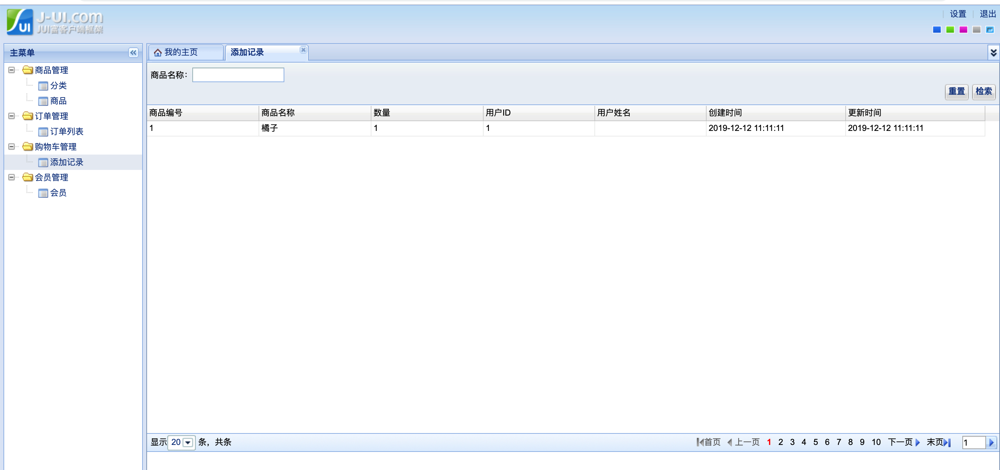 J-UI.com
JUI富客户端框架
设置 退出
主菜单
商品管理
分类
商品
订单管理
订单列表
购物车管理
添加记录
会员管理
会员
我的主页 添加记录
商品名称：
重置 检索
商品编号 商品名称 数量 用户ID 用户姓名 创建时间 更新时间
1 橘子 1 1 2019-12-12 11:11:11 2019-12-12 11:11:11
显示 20 条，共条
首页 上一页 1 2 3 4 5 6 7 8 9 10 下一页 末页 1